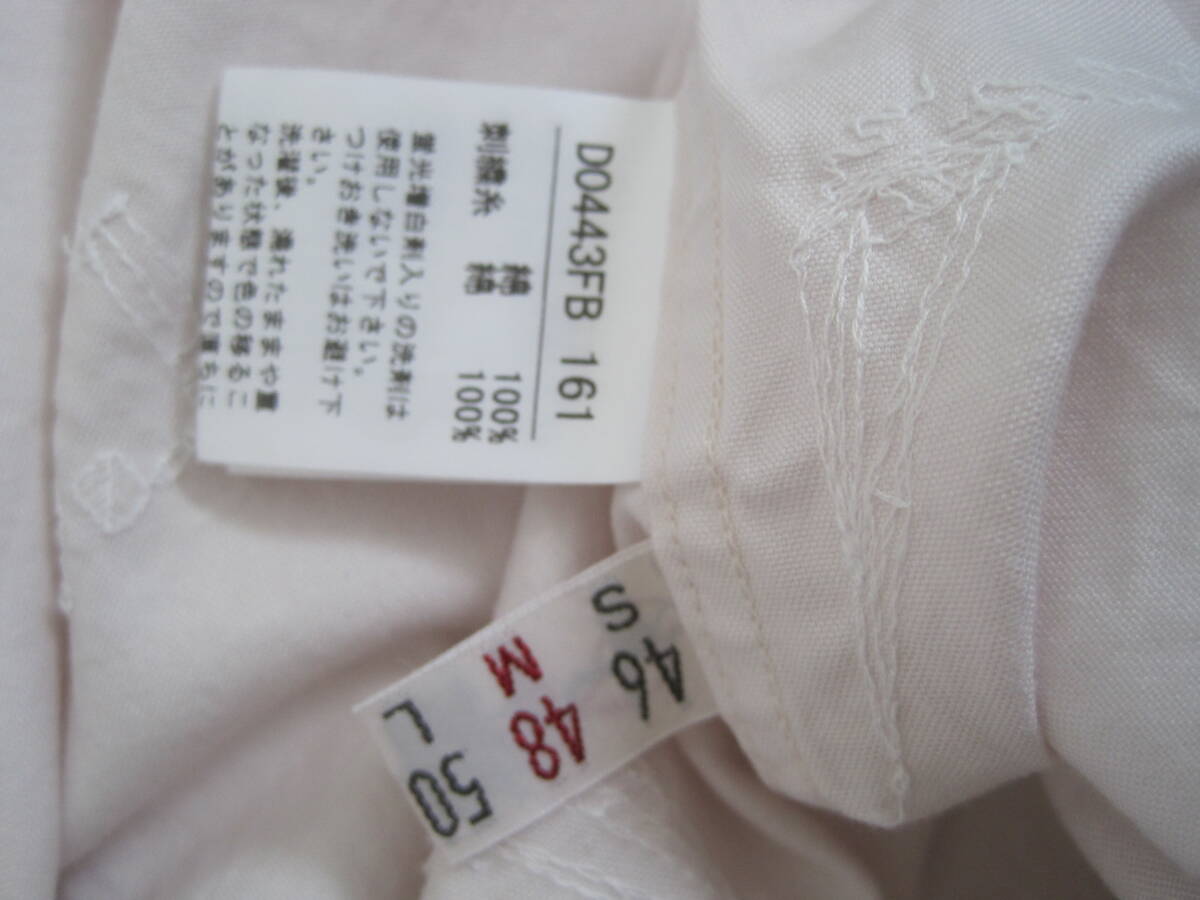 D0443FB 161
綿 100%
刺繍糸 綿 100%
蛍光増白剤入りの洗剤は
使用しないで下さい。
つけおき洗いはお避け下
さい。
洗濯後、濡れたままや重
なった状態で色の移るこ
とがありますので直ちに
46 S
48 M
50 L